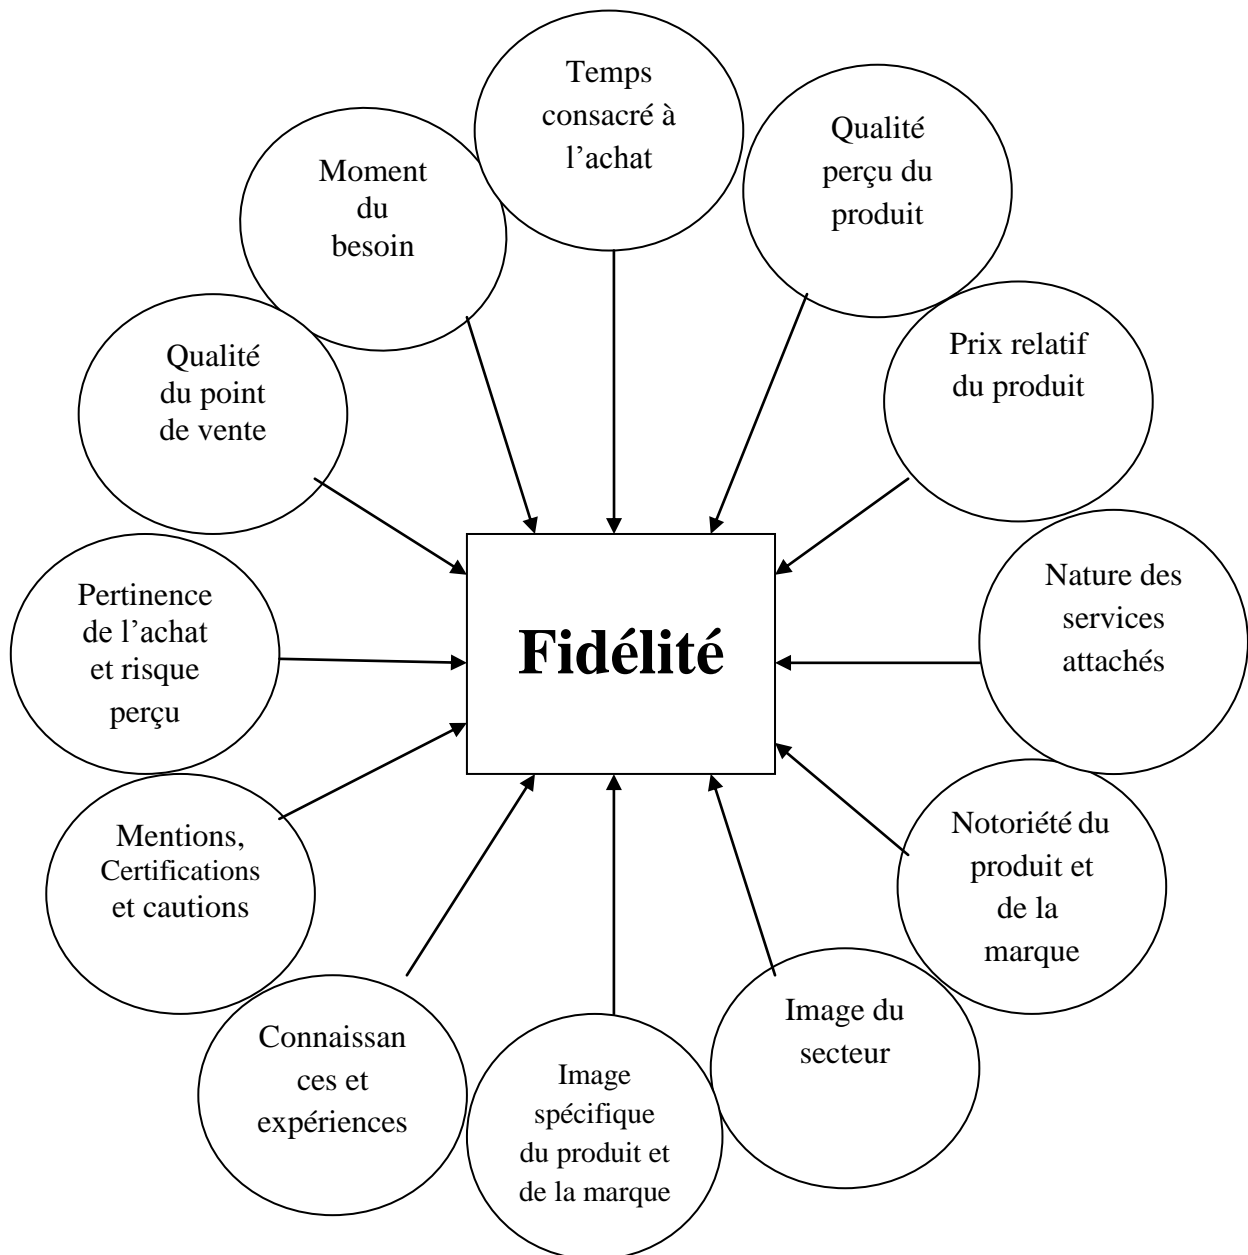 Temps
consacré à
l’achat
Qualité
perçu du
produit
Prix relatif
du produit
Nature des
services
attachés
Notoriété du
produit et
de la
marque
Image du
secteur
Image
spécifique
du produit et
de la marque
Connaissan
ces et
expériences
Mentions,
Certifications
et cautions
Pertinence
de l’achat
et risque
perçu
Qualité
du point
de vente
Moment
du
besoin
Fidélité